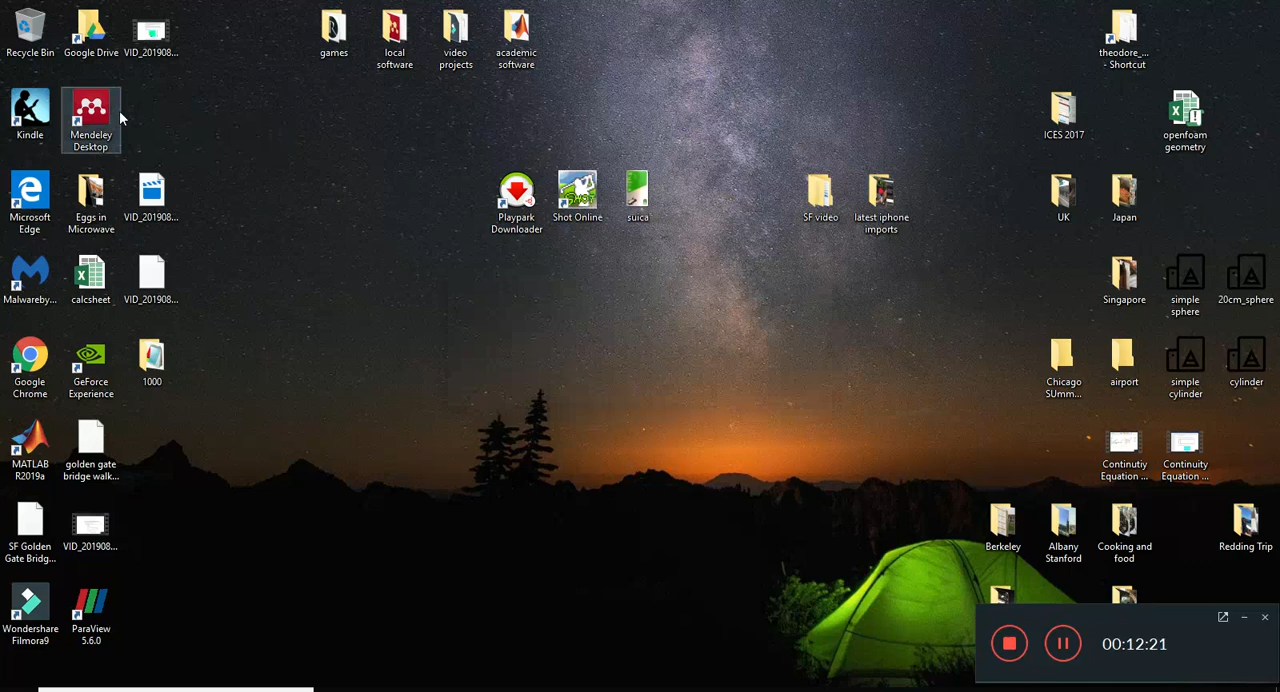 Recycle Bin
Google Drive
VID_201908...
games
local
software
video
projects
academic
software
theodore_...
- Shortcut
Kindle
Mendeley
Desktop
ICES 2017
openfoam
geometry
Microsoft
Edge
Eggs in
Microwave
VID_201908...
Playpark
Downloader
SHOT
Shot Online
suica
SF video
latest iphone
imports
UK
Japan
Malwareby...
calcsheet
VID_201908...
Singapore
simple
sphere
20cm_sphere
Google
Chrome
GeForce
Experience
1000
Chicago
SUmm...
airport
simple
cylinder
cylinder
MATLAB
R2019a
golden gate
bridge walk...
Continutiy
Equation ...
Continuity
Equation ...
SF Golden
Gate Bridg...
VID_201908...
Berkeley
Albany
Stanford
Cooking and
food
Redding Trip
Wondershare
Filmora9
ParaView
5.6.0
00:12:21